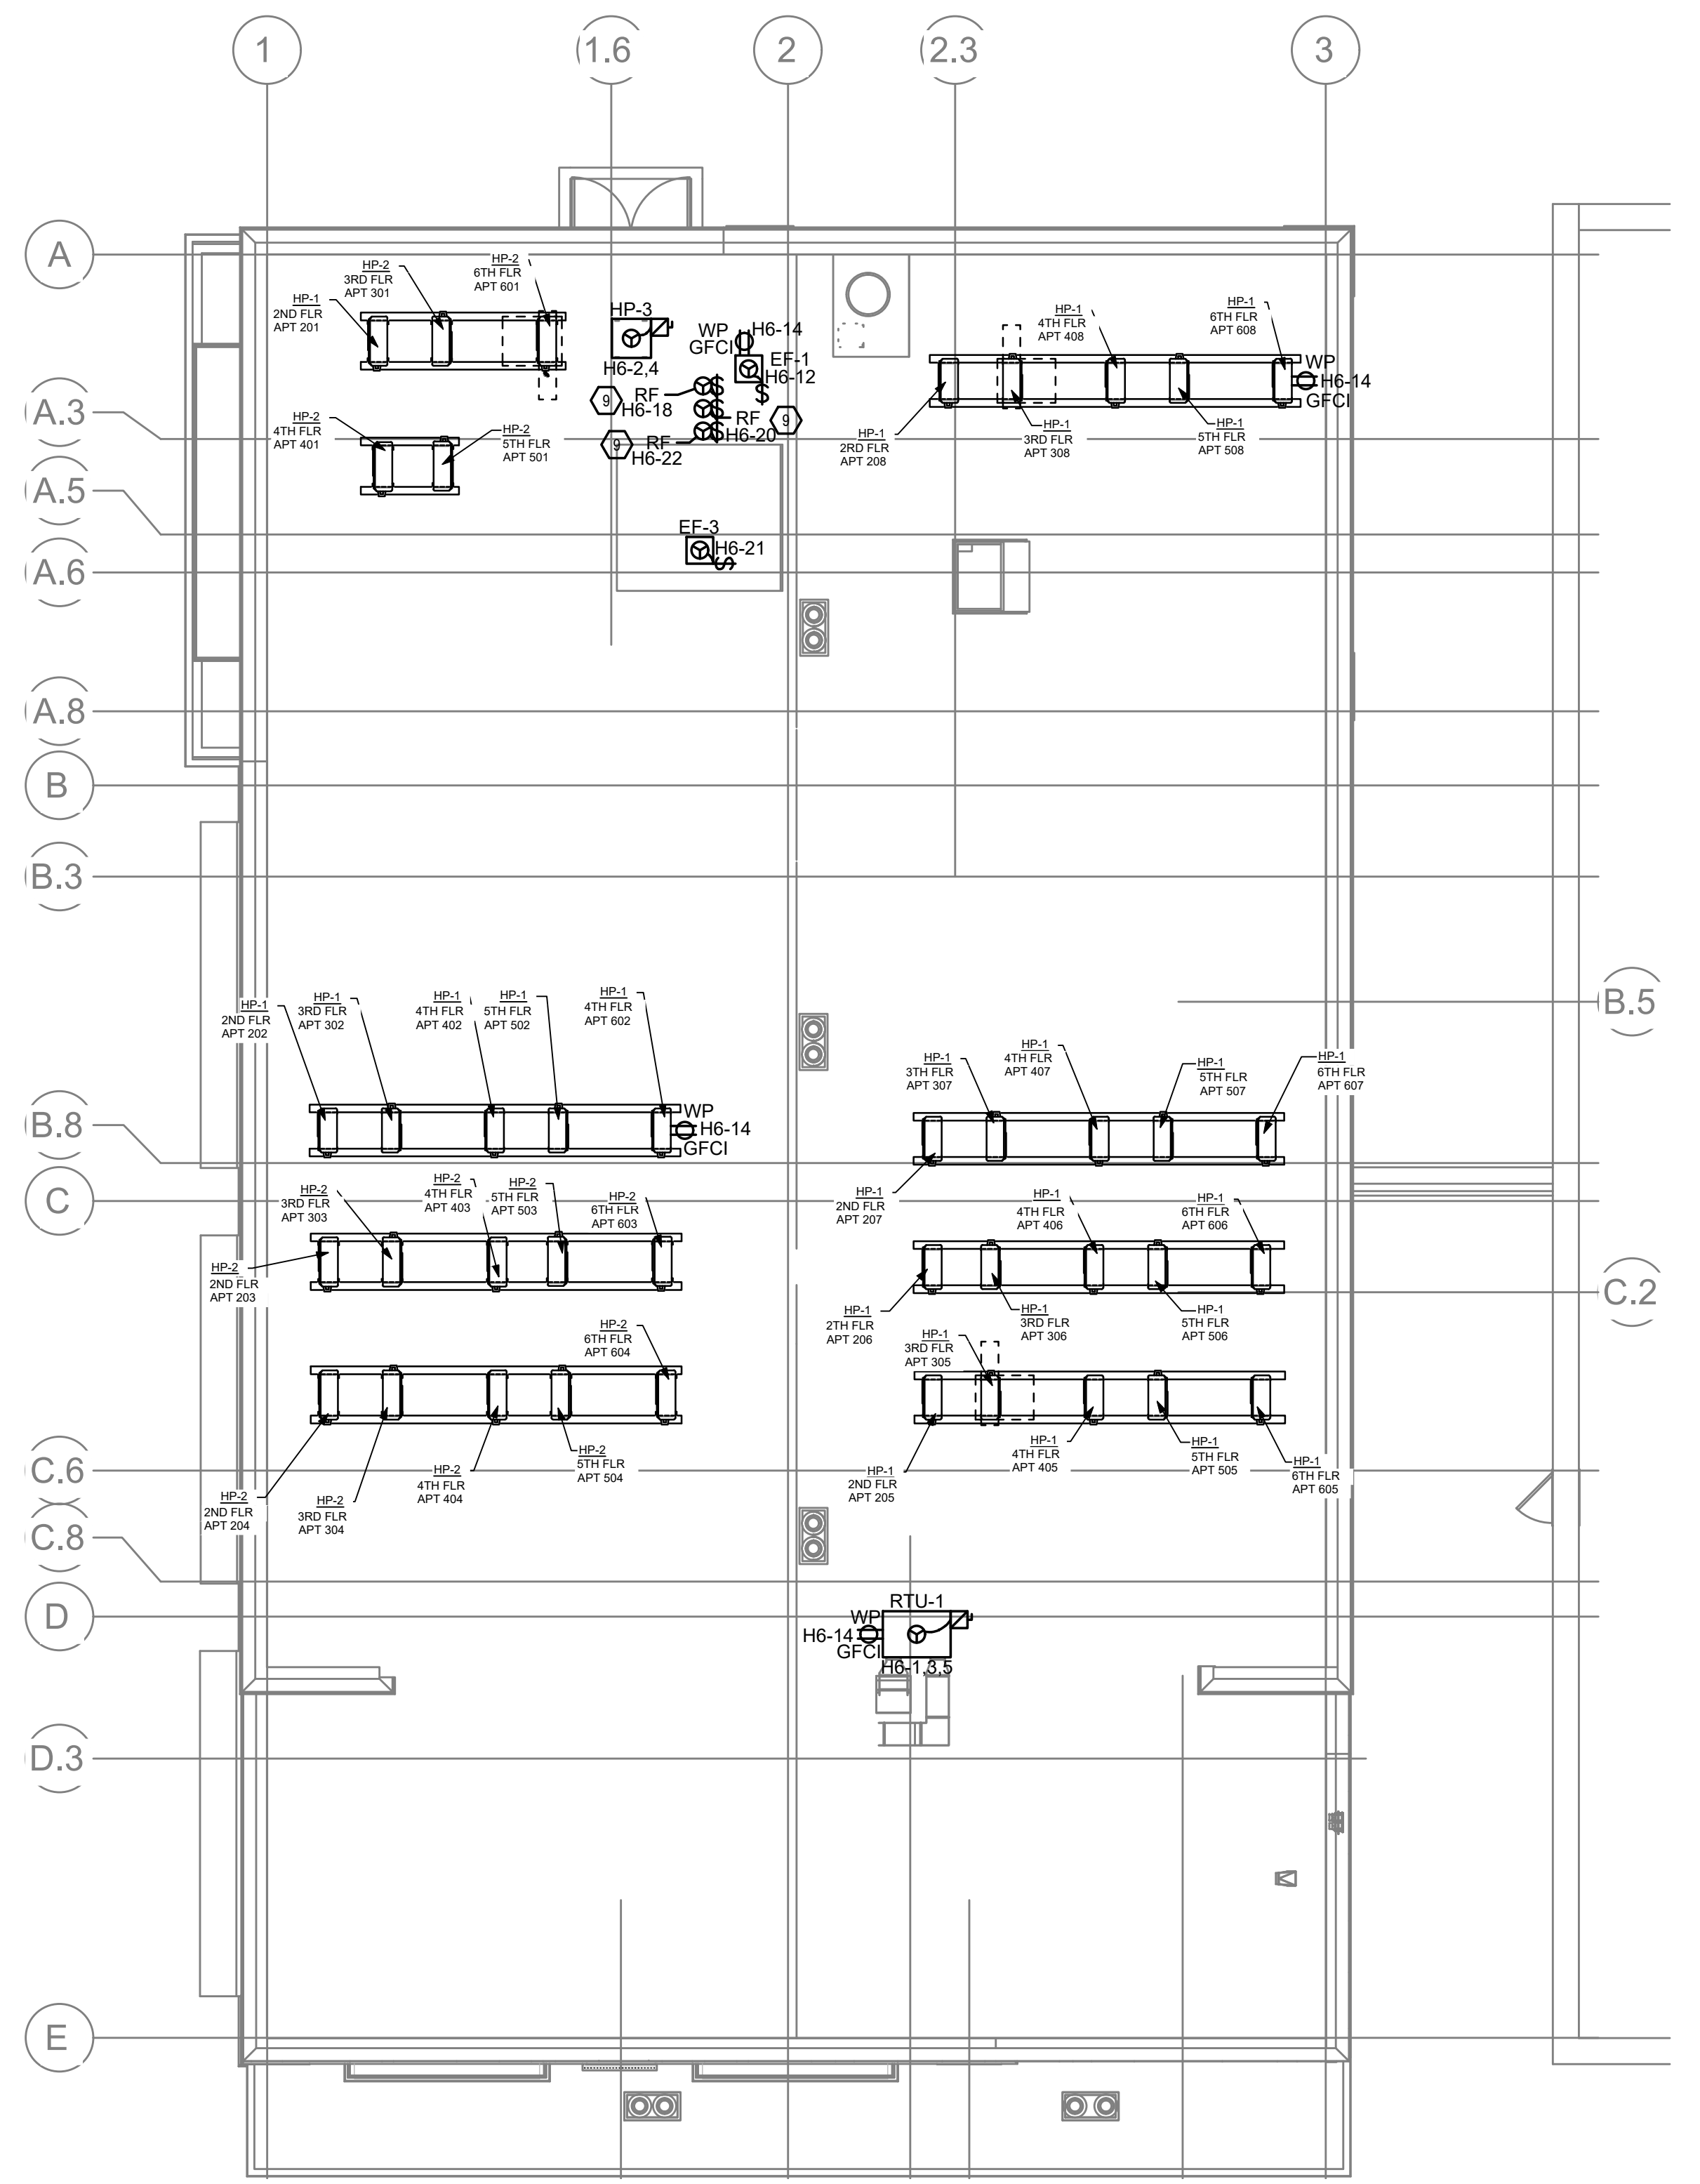 1
1.6
2
2.3
3
A
A.3
A.5
A.6
A.8
B
B.3
B.8
C
C.6
C.8
D
D.3
E
B.5
C.2
HP-1
2ND FLR
APT 201
HP-2
3RD FLR
APT 301
HP-2
6TH FLR
APT 601
HP-2
4TH FLR
APT 401
HP-2
5TH FLR
APT 501
HP-3
H6-2,4
WP
GFCI
H6-14
EF-1
H6-12
9
RF
H6-18
RF
H6-20
9
9
RF
H6-22
EF-3
H6-21
HP-1
4TH FLR
APT 408
HP-1
6TH FLR
APT 608
WP
H6-14
GFCI
HP-1
2RD FLR
APT 208
HP-1
3RD FLR
APT 308
HP-1
5TH FLR
APT 508
HP-1
2ND FLR
APT 202
HP-1
3RD FLR
APT 302
HP-1
4TH FLR
APT 402
HP-1
5TH FLR
APT 502
HP-1
4TH FLR
APT 602
WP
H6-14
GFCI
HP-1
3TH FLR
APT 307
HP-1
4TH FLR
APT 407
HP-1
5TH FLR
APT 507
HP-1
6TH FLR
APT 607
HP-1
2ND FLR
APT 207
HP-2
3RD FLR
APT 303
HP-2
4TH FLR
APT 403
HP-2
5TH FLR
APT 503
HP-2
6TH FLR
APT 603
HP-2
2ND FLR
APT 203
HP-1
4TH FLR
APT 406
HP-1
6TH FLR
APT 606
HP-1
2TH FLR
APT 206
HP-1
3RD FLR
APT 306
HP-1
5TH FLR
APT 506
HP-2
6TH FLR
APT 604
HP-2
2ND FLR
APT 204
HP-2
3RD FLR
APT 304
HP-2
4TH FLR
APT 404
HP-2
5TH FLR
APT 504
HP-1
3RD FLR
APT 305
HP-1
2ND FLR
APT 205
HP-1
4TH FLR
APT 405
HP-1
5TH FLR
APT 505
HP-1
6TH FLR
APT 605
RTU-1
WP
H6-14
GFCI
H6-1,3,5